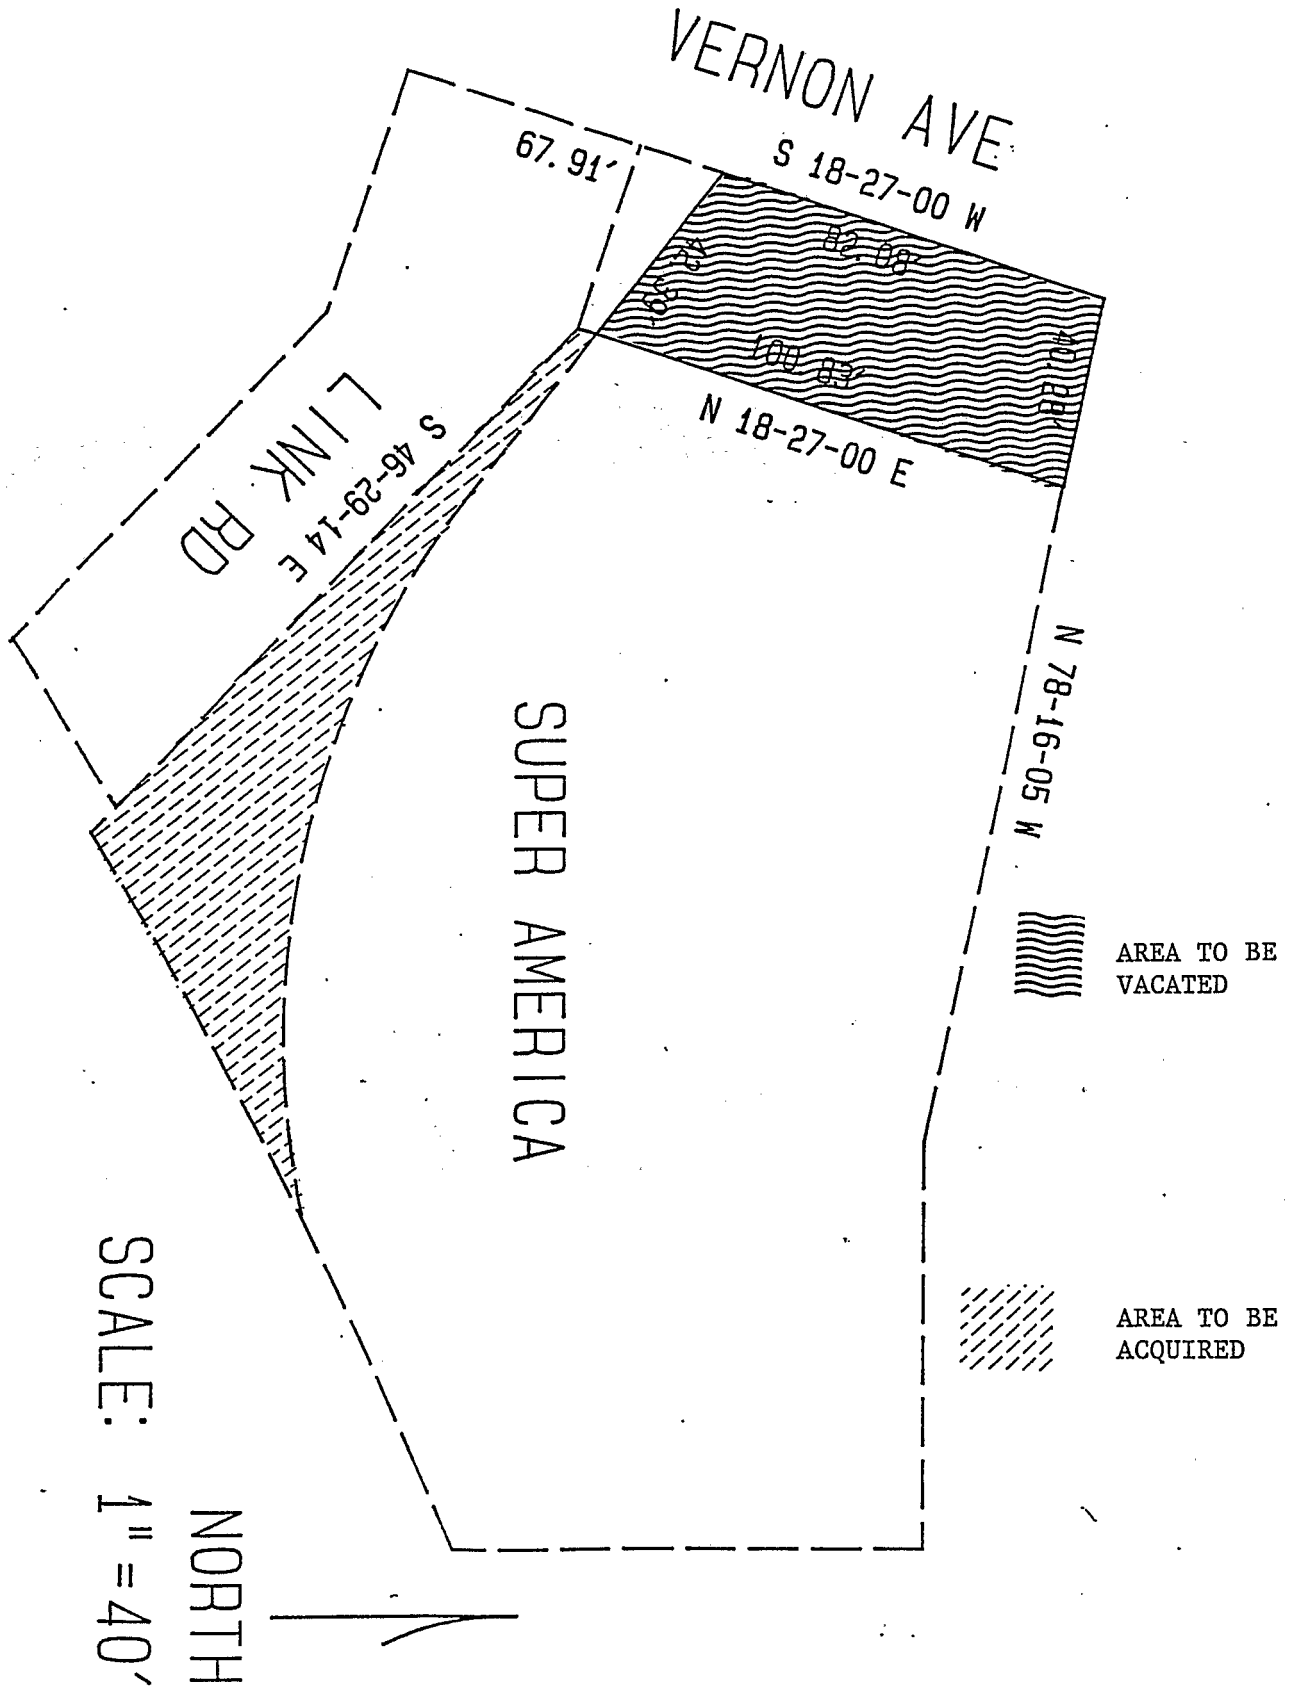 VERNON AVE
S 18-27-00 W
67.91′
82.08′
42.39′
100.83′
40.28′
N 18-27-00 E
LINK RD
S 46-29-14 E
N 78-16-05 W
SUPER AMERICA
AREA TO BE
VACATED
AREA TO BE
ACQUIRED
SCALE: 1"=40′
NORTH